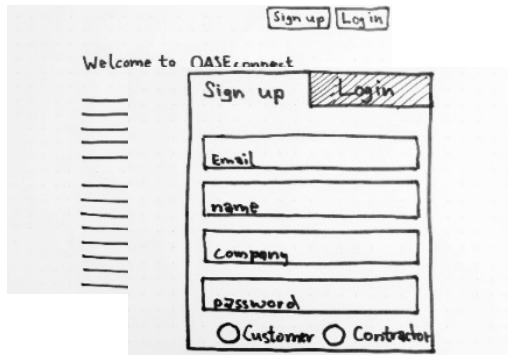 Sign up Log in
Welcome to OASEconnect
Sign up Login
Email
name
company
password
Customer Contractor